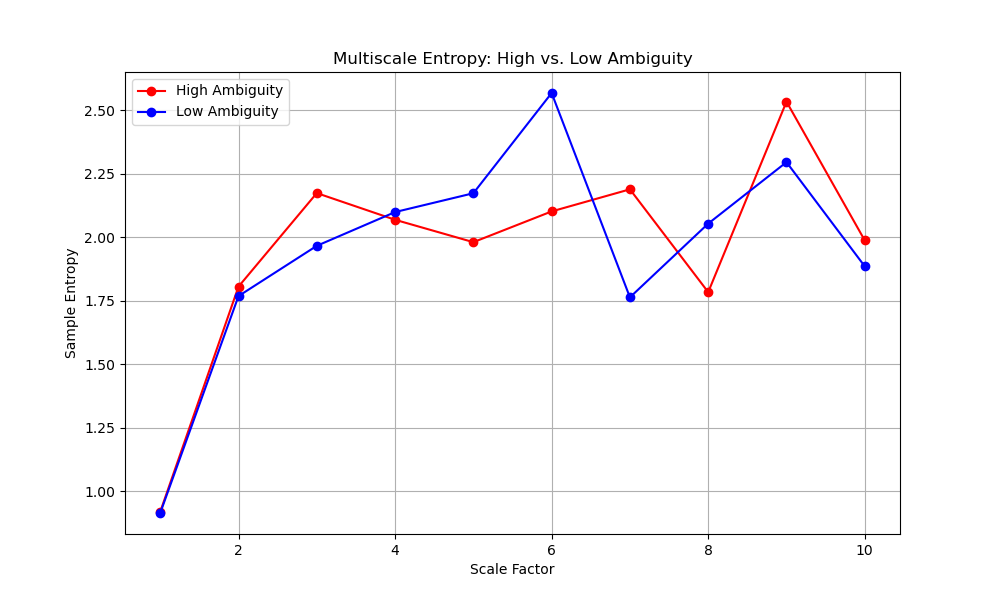 Multiscale Entropy: High vs. Low Ambiguity
High Ambiguity
Low Ambiguity
Sample Entropy
2.50
2.25
2.00
1.75
1.50
1.25
1.00
2 4 6 8 10
Scale Factor